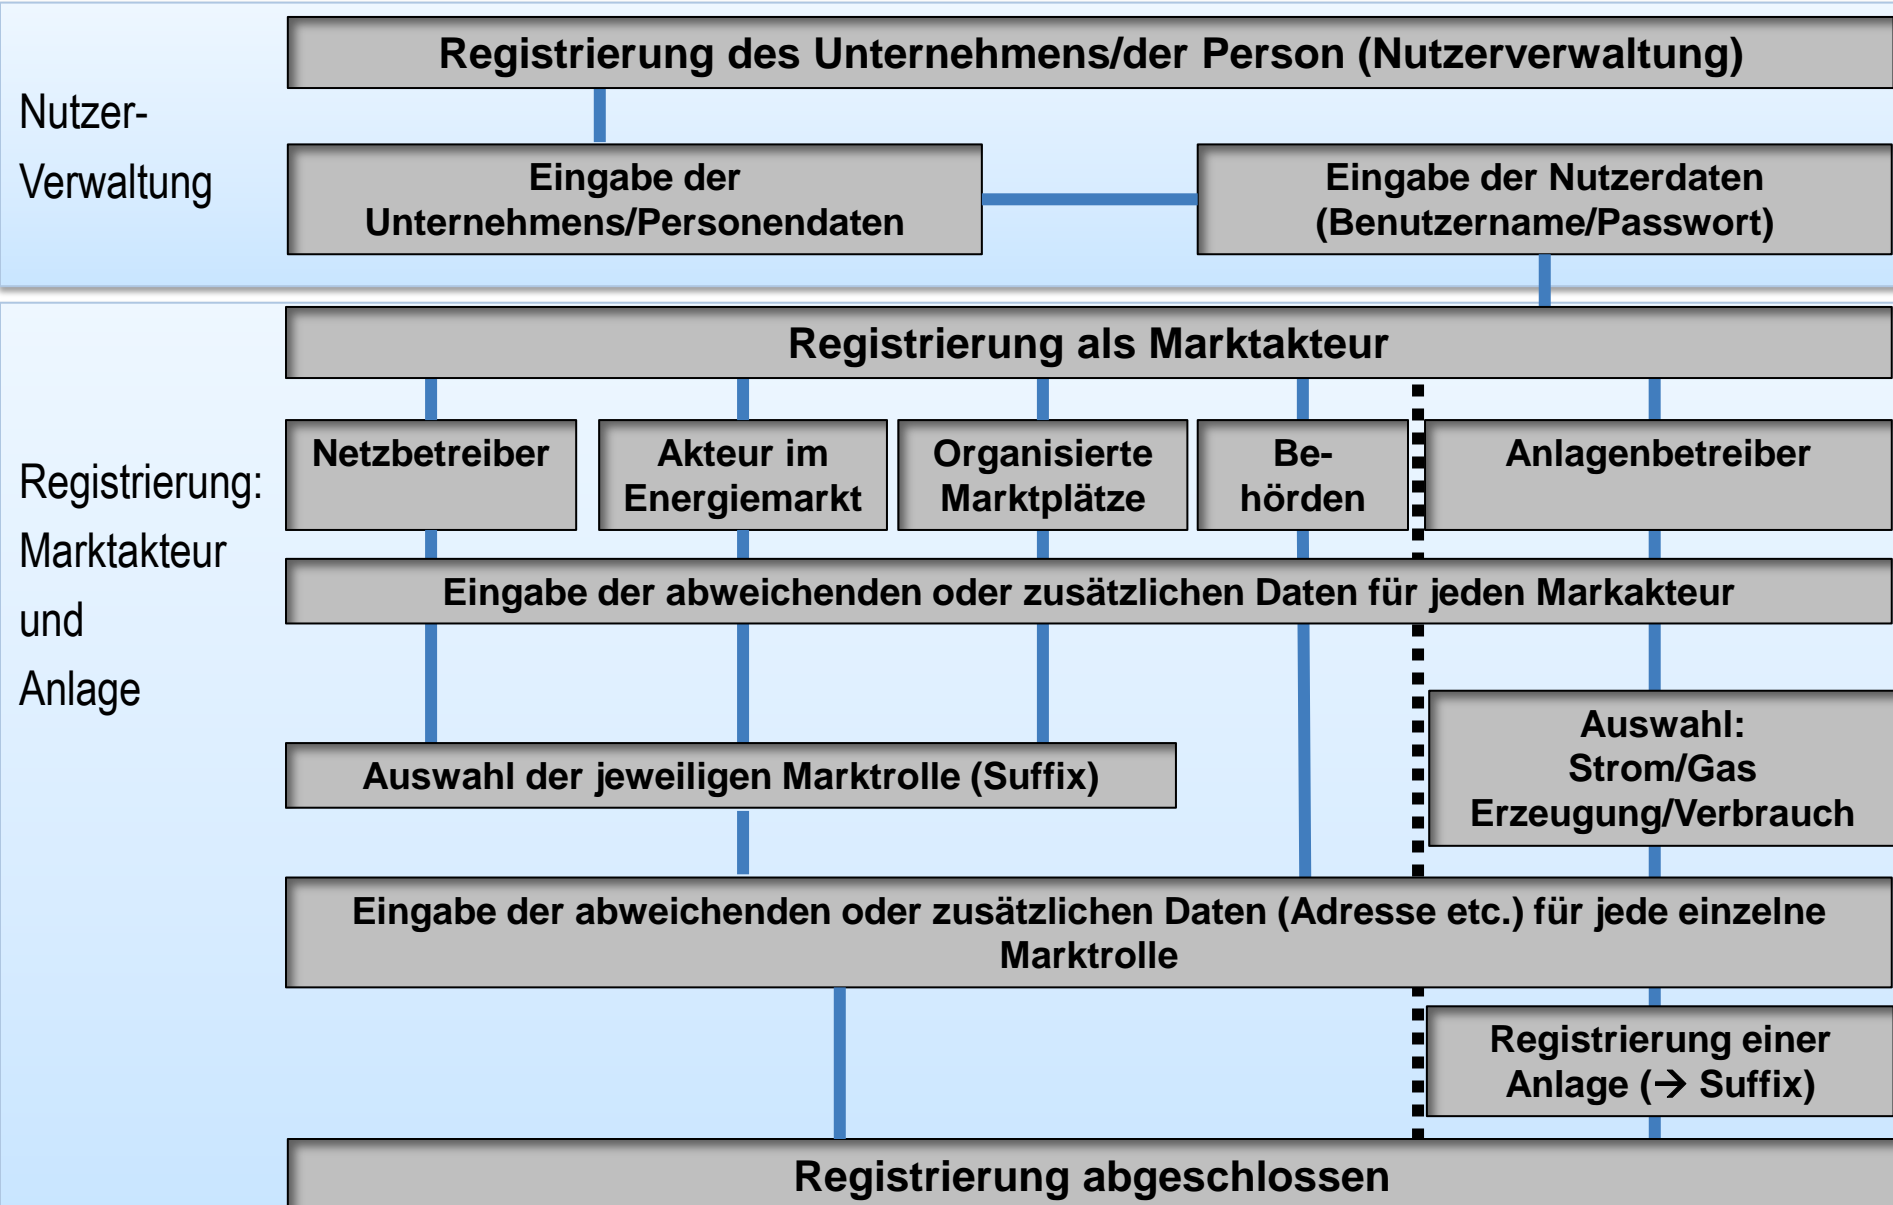 Nutzer-
Verwaltung
Registrierung des Unternehmens/der Person (Nutzerverwaltung)
Eingabe der
Unternehmens/Personendaten
Eingabe der Nutzerdaten
(Benutzername/Passwort)
Registrierung:
Marktakteur
und
Anlage
Registrierung als Marktakteur
Netzbetreiber
Akteur im
Energiemarkt
Organisierte
Marktplätze
Be-
hörden
Anlagenbetreiber
Eingabe der abweichenden oder zusätzlichen Daten für jeden Markakteur
Auswahl der jeweiligen Marktrolle (Suffix)
Auswahl:
Strom/Gas
Erzeugung/Verbrauch
Eingabe der abweichenden oder zusätzlichen Daten (Adresse etc.) für jede einzelne
Marktrolle
Registrierung einer
Anlage (→ Suffix)
Registrierung abgeschlossen